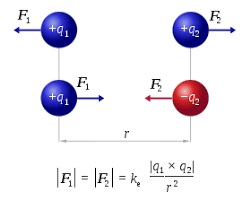 F₁ +q₁ +q₂ F₂
+q₁ F₁ F₂ −q₂
r
|F₁| = |F₂| = kₑ |q₁ × q₂| / r²